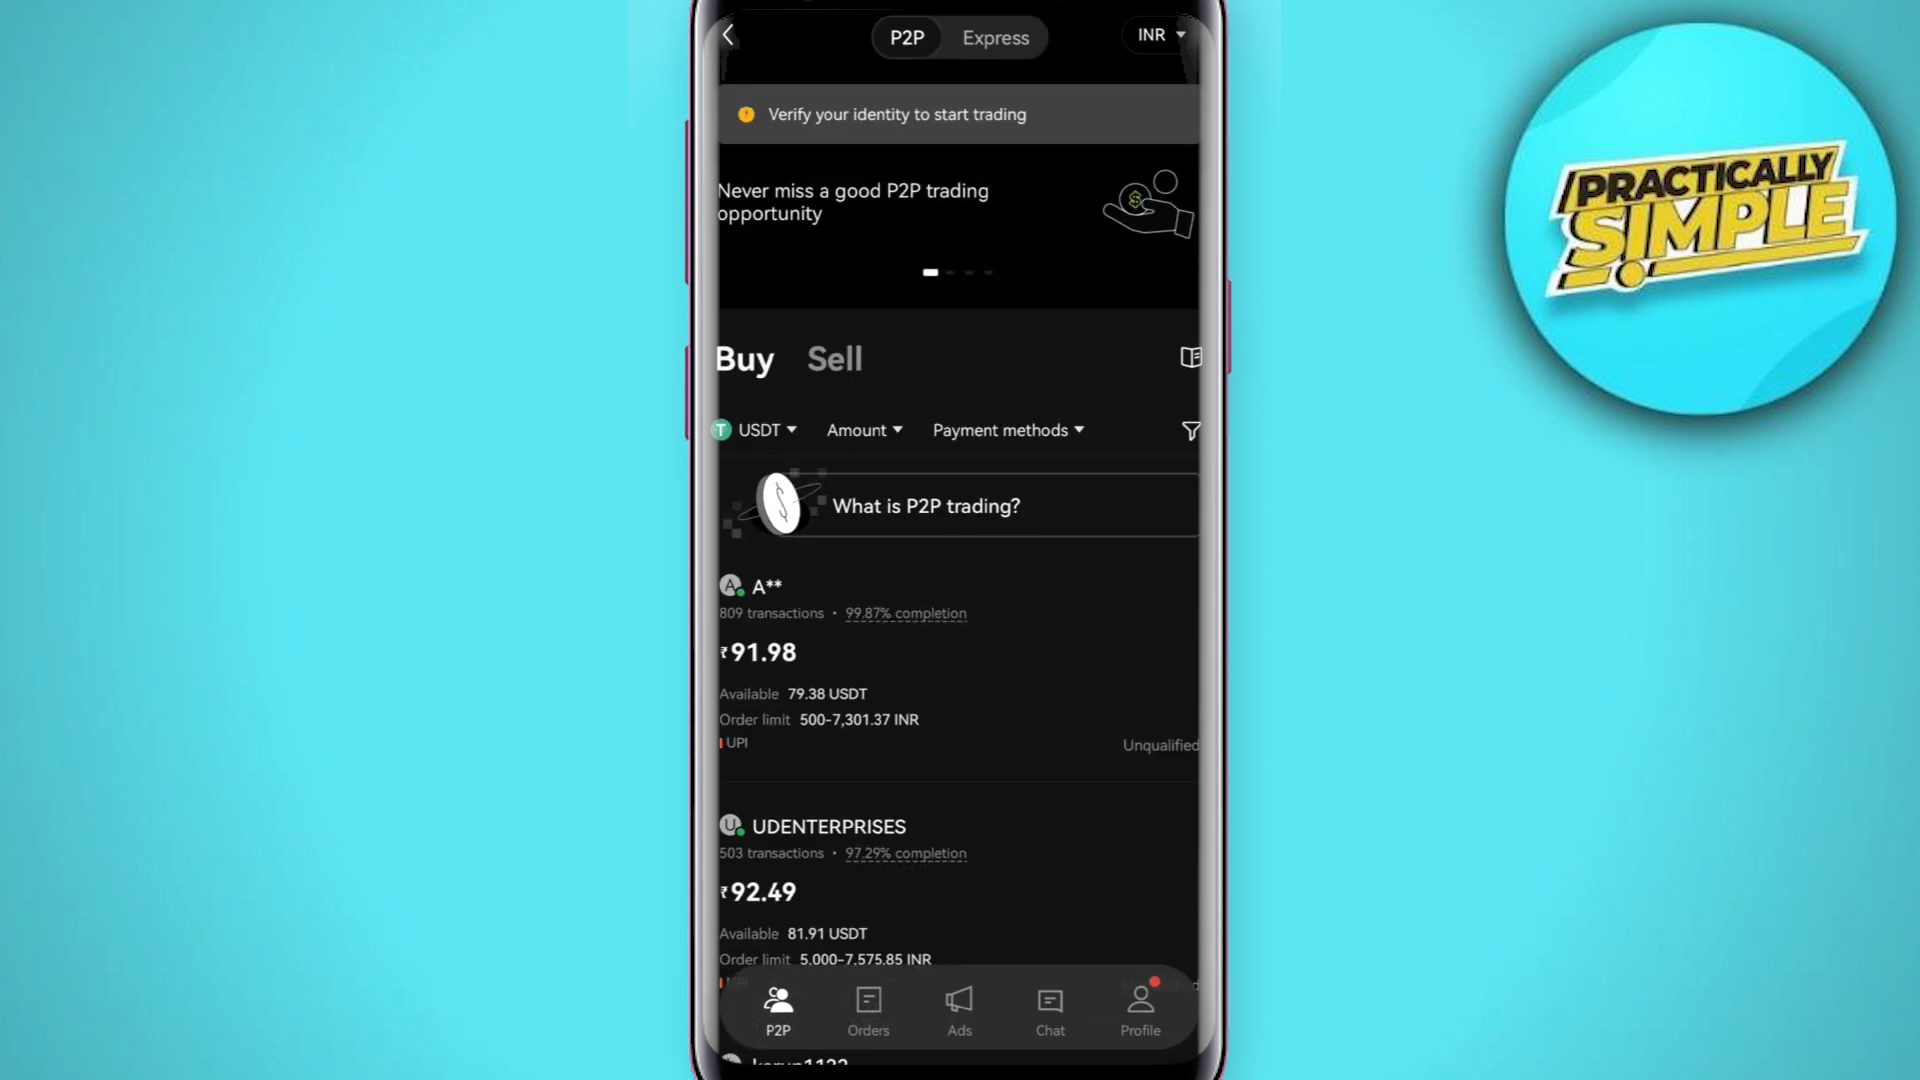 P2P
Express
INR
Verify your identity to start trading
Never miss a good P2P trading
opportunity
PRACTICALLY
SIMPLE
Buy
Sell
USDT
Amount
Payment methods
What is P2P trading?
A A**
809 transactions • 99.87% completion
₹91.98
Available 79.38 USDT
Order limit 500-7,301.37 INR
UPI
Unqualified
U UDENTERPRISES
503 transactions • 97.29% completion
₹92.49
Available 81.91 USDT
Order limit 5,000-7,575.85 INR
P2P
Orders
Ads
Chat
Profile